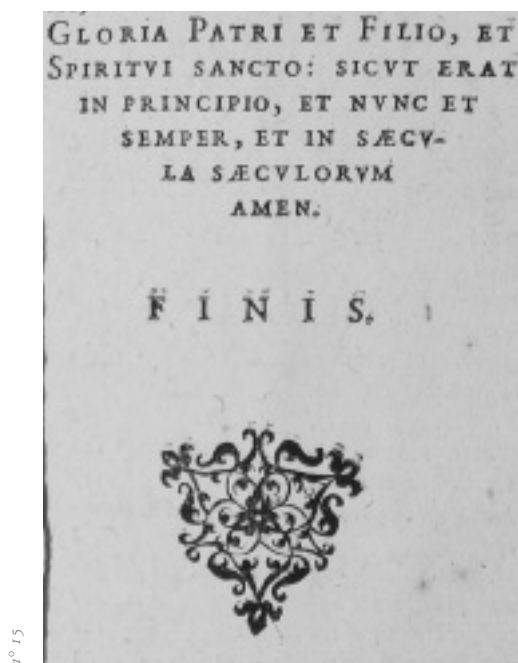 GLORIA PATRI ET FILIO, ET
SPIRITVI SANCTO: SICVT ERAT
IN PRINCIPIO, ET NVNC ET
SEMPER, ET IN SÆCV-
LA SÆCVLORVM
AMEN.
FINIS.
n° 15